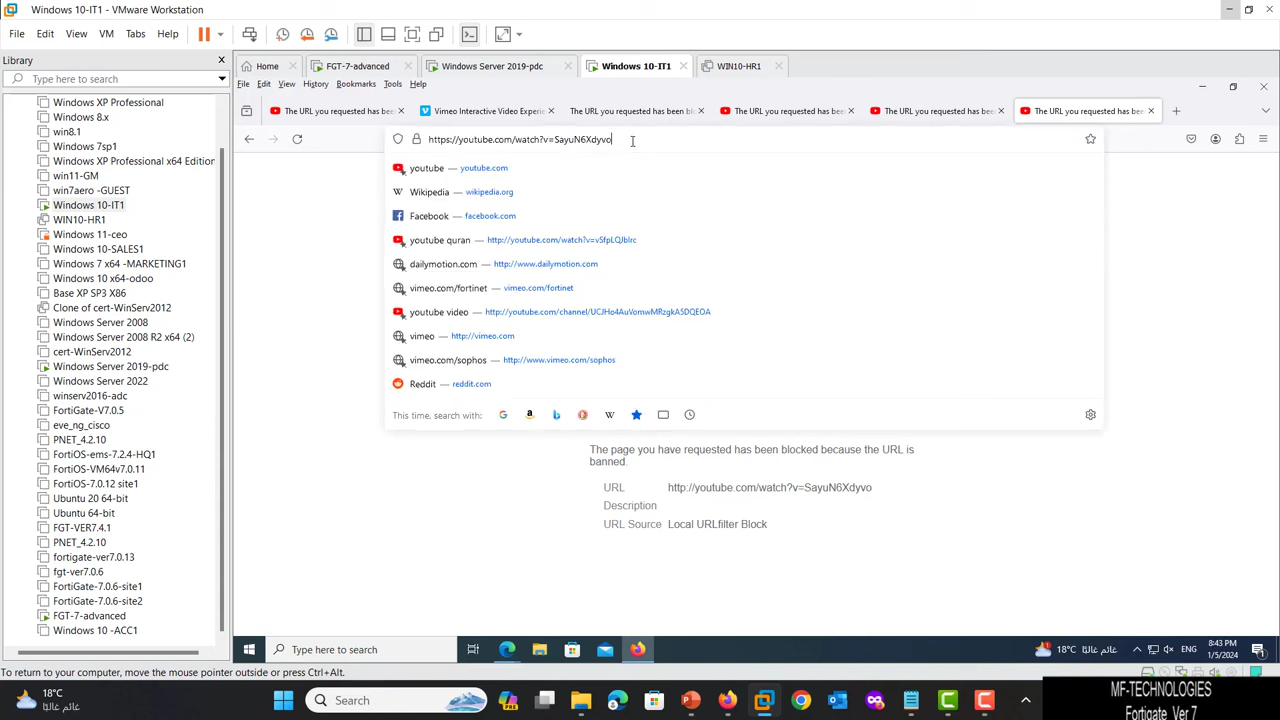 Windows 10-IT1 - VMware Workstation
File Edit View VM Tabs Help
Library
Type here to search
Windows XP Professional
Windows 8.x
win8.1
Windows 7sp1
Windows XP Professional x64 Edition
win11-GM
win7aero -GUEST
Windows 10-IT1
WIN10-HR1
Windows 11-ceo
Windows 10-SALES1
Windows 7 x64 -MARKETING1
Windows 10 x64-odoo
Base XP SP3 X86
Clone of cert-WinServ2012
Windows Server 2008
Windows Server 2008 R2 x64 (2)
cert-WinServ2012
Windows Server 2019-pdc
Windows Server 2022
winserv2016-adc
FortiGate-V7.0.5
eve_ng_cisco
PNET_4.2.10
FortiOS-ems-7.2.4-HQ1
FortiOS-VM64v7.0.11
FortiOS-7.0.12 site1
Ubuntu 20 64-bit
Ubuntu 64-bit
FGT-VER7.4.1
PNET_4.2.10
fortigate-ver7.0.13
fgt-ver7.0.6
FortiGate-7.0.6-site1
FortiGate-7.0.6-site2
FGT-7-advanced
Windows 10 -ACC1
Home FGT-7-advanced Windows Server 2019-pdc Windows 10-IT1 WIN10-HR1
File Edit View History Bookmarks Tools Help
The URL you requested has been Vimeo Interactive Video Experie The URL you requested has been bl The URL you requested has been The URL you requested has been The URL you requested has been
https://youtube.com/watch?v=SayuN6Xdyvo
youtube — youtube.com
W Wikipedia — wikipedia.org
Facebook — facebook.com
youtube quran — http://youtube.com/watch?v=vSfpLQJblrc
dailymotion.com — http://www.dailymotion.com
vimeo.com/fortinet — vimeo.com/fortinet
youtube video — http://youtube.com/channel/UCJHo4AuVomwMRzgkA5DQEOA
vimeo — http://vimeo.com
vimeo.com/sophos — http://www.vimeo.com/sophos
Reddit — reddit.com
This time, search with:
The page you have requested has been blocked because the URL is
banned.
URL http://youtube.com/watch?v=SayuN6Xdyvo
Description
URL Source Local URLfilter Block
Type here to search
18°C غائم غالبًا ENG 8:43 PM
1/5/2024
To return to your computer, move the mouse pointer outside or press Ctrl+Alt.
18°C
غائم غالبًا
Search
MF-TECHNOLOGIES
Fortigate Ver 7